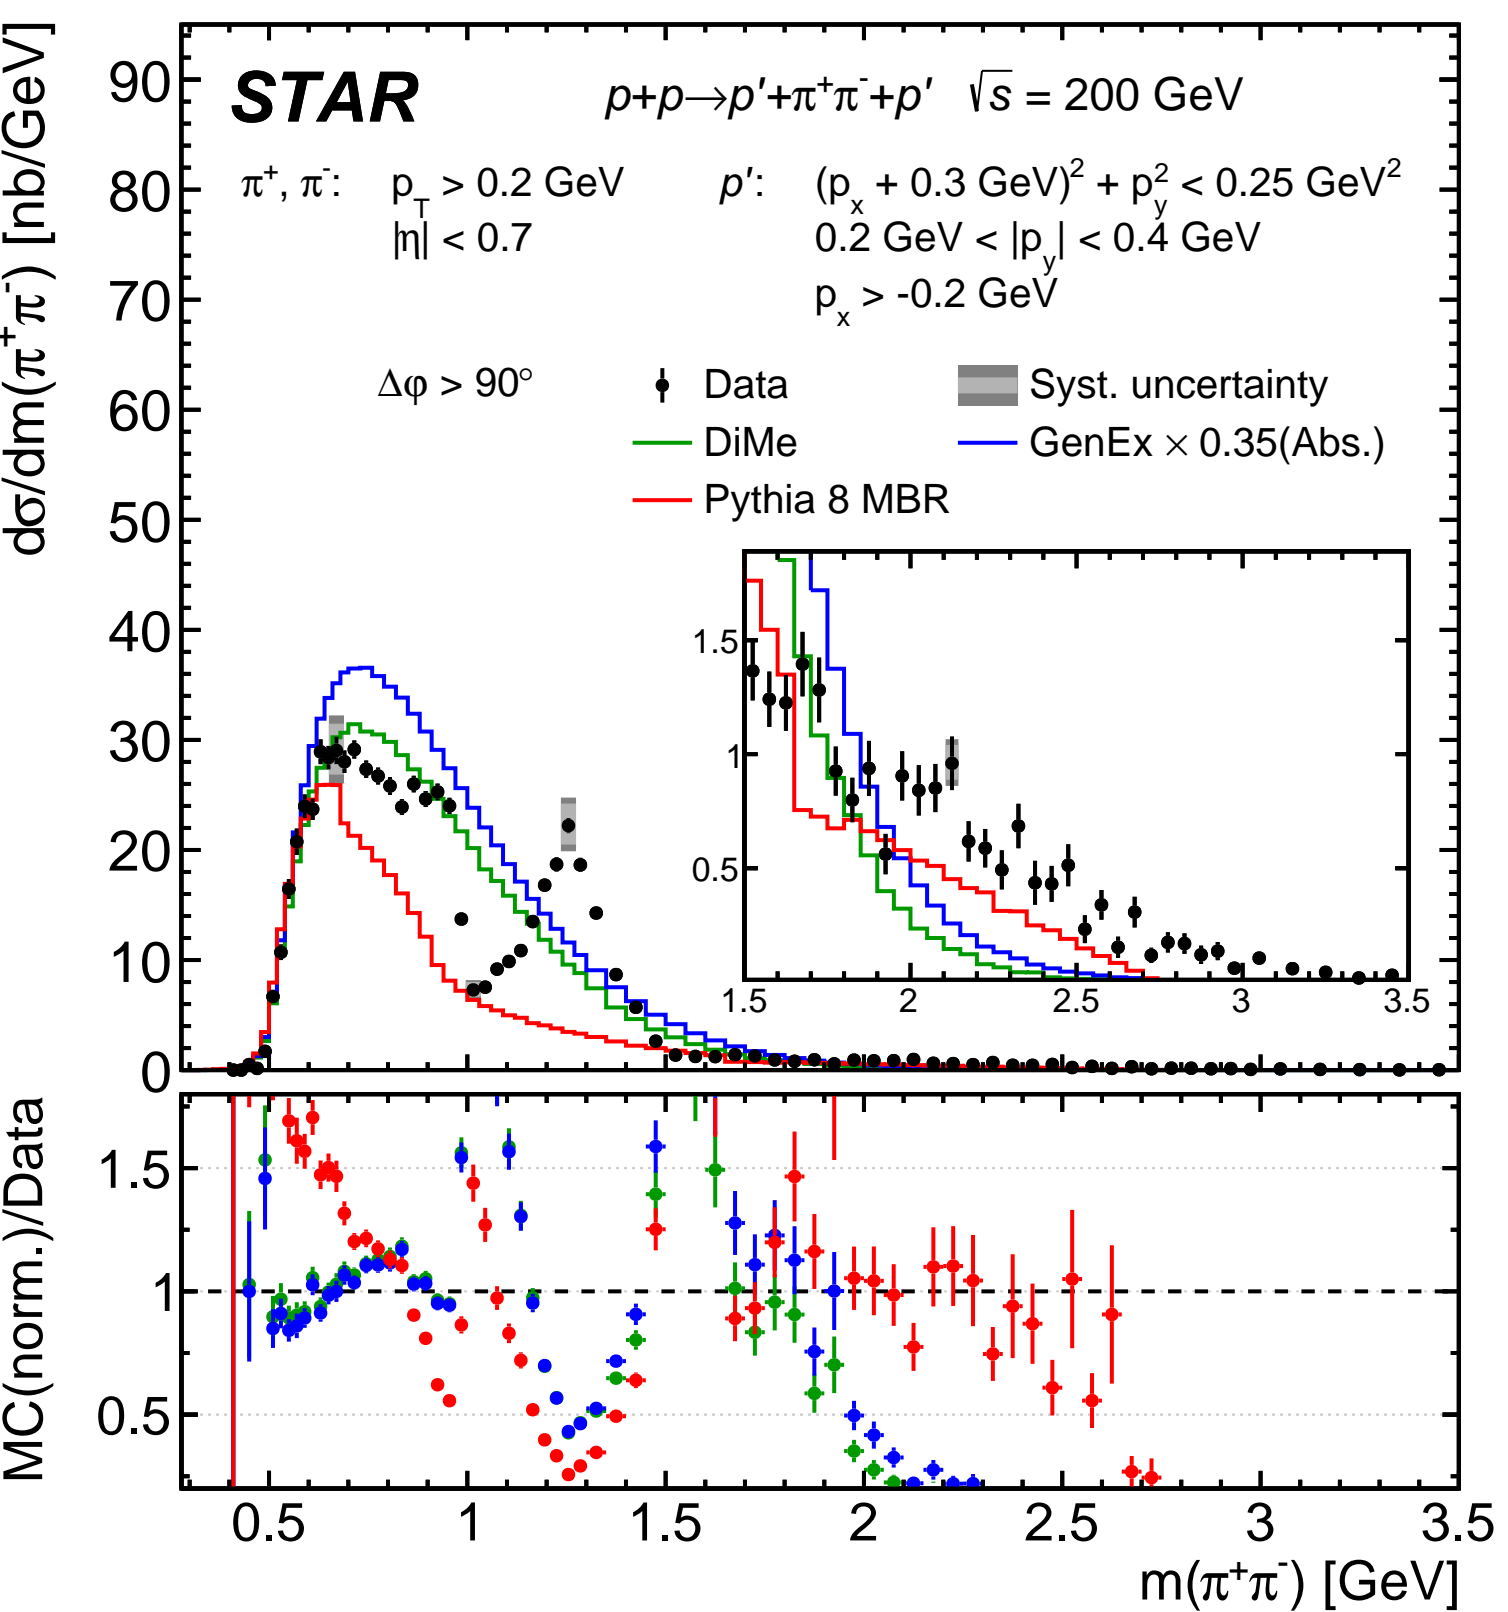 STAR p+p→p′+π⁺π⁻+p′ √s = 200 GeV
π⁺, π⁻: p_T > 0.2 GeV p′: (p_x + 0.3 GeV)² + p_y² < 0.25 GeV²
|η| < 0.7 0.2 GeV < |p_y| < 0.4 GeV
p_x > -0.2 GeV
Δφ > 90° Data Syst. uncertainty
DiMe GenEx × 0.35(Abs.)
Pythia 8 MBR
dσ/dm(π⁺π⁻) [nb/GeV]
90
80
70
60
50
40
30
20
10
0
1.5
1
0.5
1.5 2 2.5 3 3.5
MC(norm.)/Data
1.5
1
0.5
0.5 1 1.5 2 2.5 3 3.5
m(π⁺π⁻) [GeV]